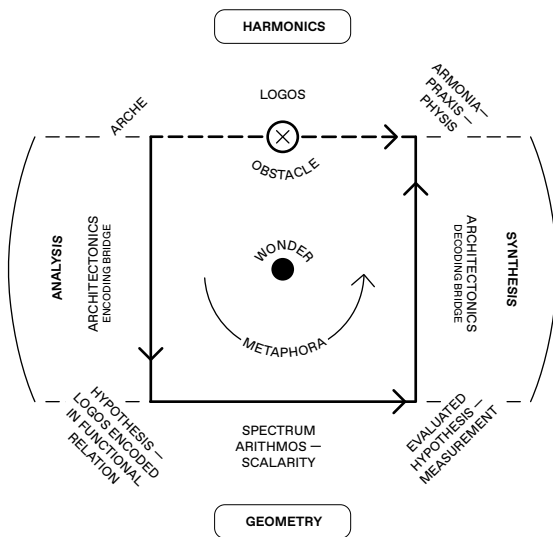 HARMONICS
ARCHE
LOGOS
ARMONIA—
PRAXIS —
PHYSIS
OBSTACLE
ANALYSIS
ARCHITECTONICS
ENCODING BRIDGE
WONDER
METAPHORA
ARCHITECTONICS
DECODING BRIDGE
SYNTHESIS
HYPOTHESIS —
LOGOS ENCODED
IN FUNCTIONAL
RELATION
SPECTRUM
ARITHMOS —
SCALARITY
EVALUATED
HYPOTHESIS —
MEASUREMENT
GEOMETRY